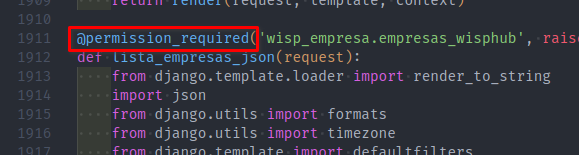 1909 return render(request, template, context)
1910
1911 @permission_required('wisp_empresa.empresas_wisphub', rais
1912 def lista_empresas_json(request):
1913 from django.template.loader import render_to_string
1914 import json
1915 from django.utils import formats
1916 from django.utils import timezone
1917 from django.template import defaultfilters